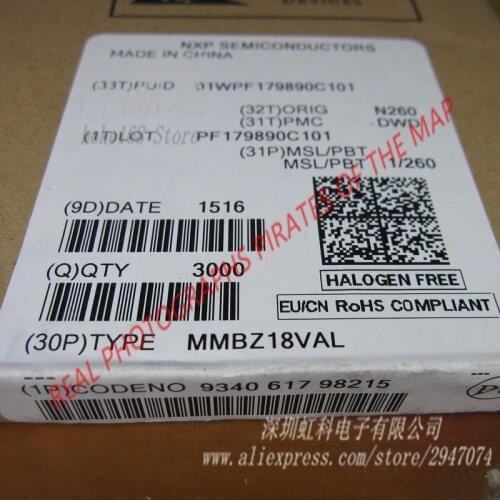 NXP SEMICONDUCTORS
MADE IN CHINA
(33T)PUID 01WPF179890C101
(32T)ORIG N260
(31T)PMC DWD
(1T)LOT PF179890C101
(31P)MSL/PBT
MSL/PBT 1/260
keho168 Store
(9D)DATE 1516
(Q)QTY 3000
HALOGEN FREE
EU/CN RoHS COMPLIANT
(30P)TYPE MMBZ18VAL
(1P)CODENO 9340 617 98215
REAL PHOTOGRAPHS PIRATES OF THE MAP
深圳虹科电子有限公司
www.aliexpress.com/store/2947074